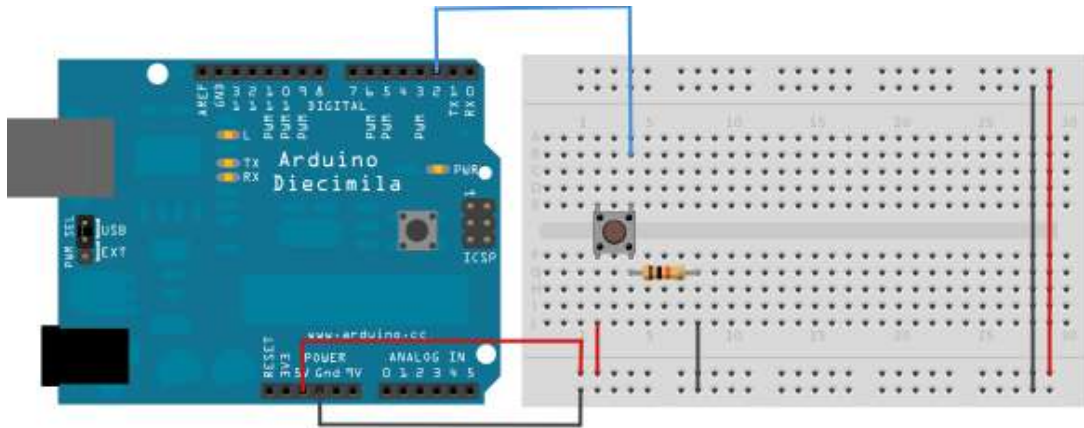 AREF
GND
13
12
11
10
9
8
7
6
5
4
3
2
1
0
TX
RX
PWM
PWM
PWM
PWM
PWM
PWM
DIGITAL
L
TX
RX
Arduino
Diecimila
PWR
1
ICSP
PWR SEL
USB
EXT
www.arduino.cc
POWER
ANALOG IN
RESET
3V3
5V
Gnd
9V
0 1 2 3 4 5
1 5 10 15 20 25 30
A
B
C
D
E
F
G
H
I
J
5 10 15 20 25 30